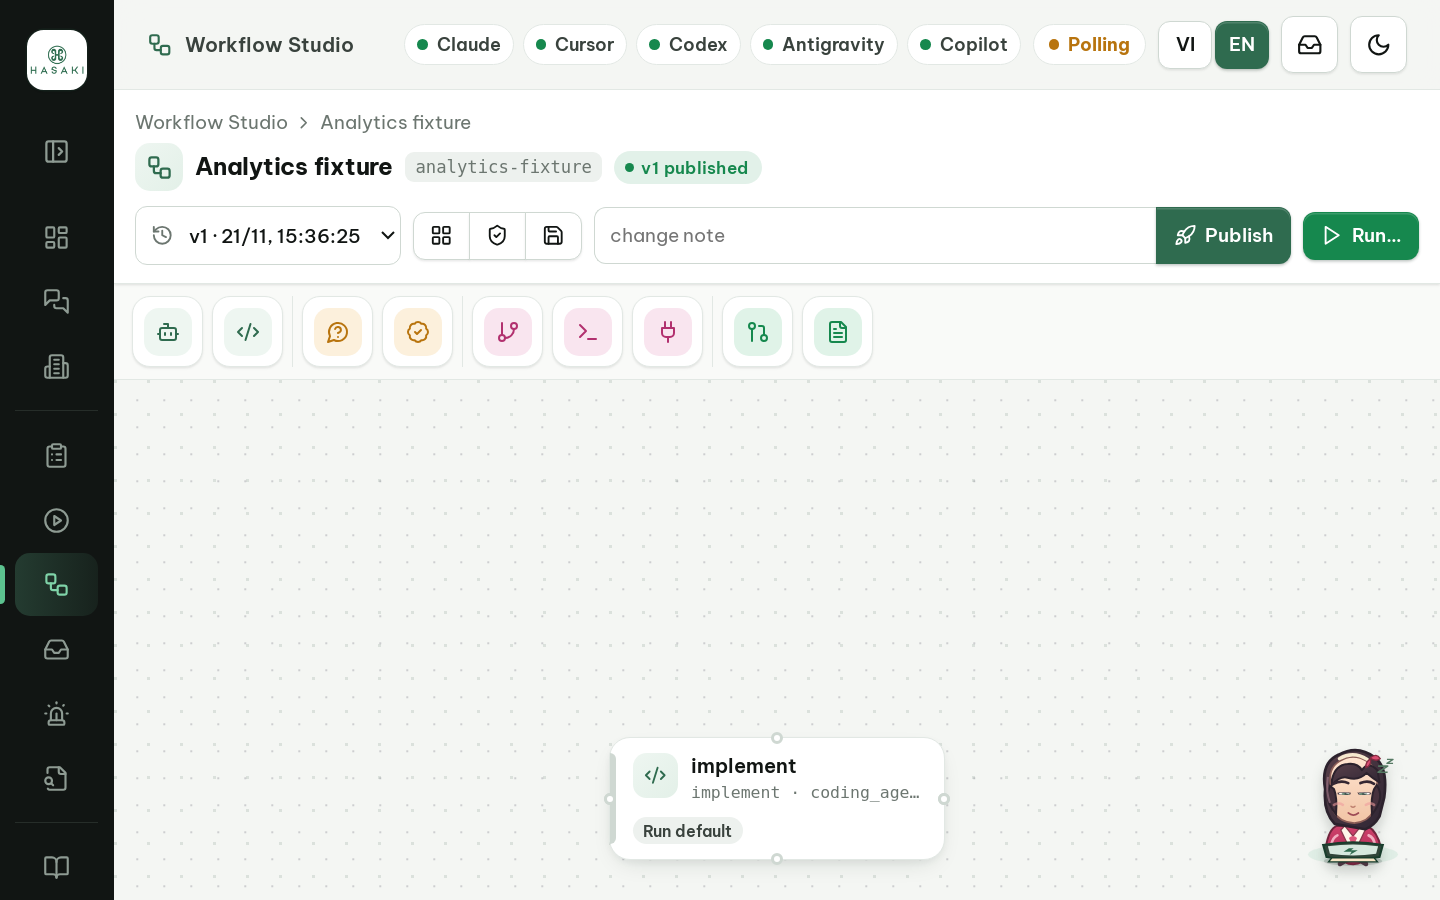 HASAKI
Workflow Studio
Claude
Cursor
Codex
Antigravity
Copilot
Polling
VI
EN
Workflow Studio > Analytics fixture
Analytics fixture
analytics-fixture
v1 published
v1 · 21/11, 15:36:25
change note
Publish
Run...
implement
implement · coding_age…
Run default
z z